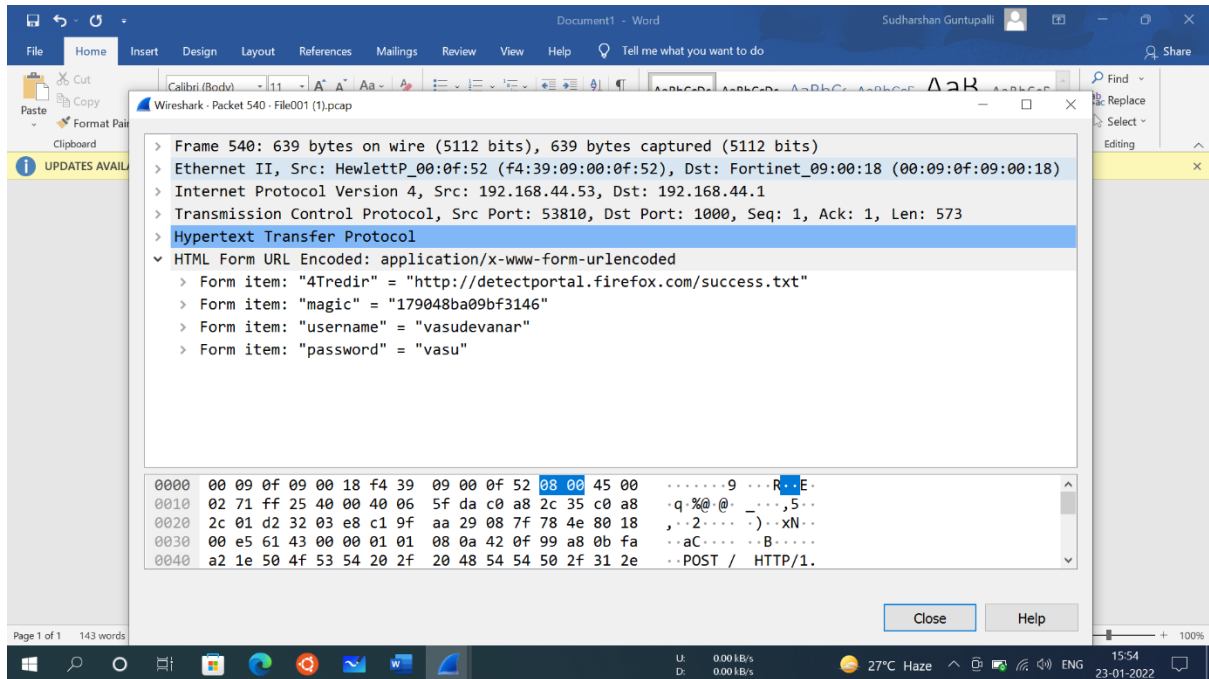 Document1 - Word
Sudharshan Guntupalli
File Home Insert Design Layout References Mailings Review View Help Tell me what you want to do Share
Cut
Calibri (Body) 11 Aa
Find
Copy
Paste
Replace
Format
Select
Clipboard
Editing
UPDATES
Wireshark · Packet 540 · File001 (1).pcap
Frame 540: 639 bytes on wire (5112 bits), 639 bytes captured (5112 bits)
Ethernet II, Src: HewlettP_00:0f:52 (f4:39:09:00:0f:52), Dst: Fortinet_09:00:18 (00:09:0f:09:00:18)
Internet Protocol Version 4, Src: 192.168.44.53, Dst: 192.168.44.1
Transmission Control Protocol, Src Port: 53810, Dst Port: 1000, Seq: 1, Ack: 1, Len: 573
Hypertext Transfer Protocol
HTML Form URL Encoded: application/x-www-form-urlencoded
Form item: "4Tredir" = "http://detectportal.firefox.com/success.txt"
Form item: "magic" = "179048ba09bf3146"
Form item: "username" = "vasudevanar"
Form item: "password" = "vasu"
0000 00 09 0f 09 00 18 f4 39 09 00 0f 52 08 00 45 00 ·······9 ···R··E·
0010 02 71 ff 25 40 00 40 06 5f da c0 a8 2c 35 c0 a8 ·q·%@·@· _···,5··
0020 2c 01 d2 32 03 e8 c1 9f aa 29 08 7f 78 4e 80 18 ,··2···· ·)··xN··
0030 00 e5 61 43 00 00 01 01 08 0a 42 0f 99 a8 0b fa ··aC···· ··B·····
0040 a2 1e 50 4f 53 54 20 2f 20 48 54 54 50 2f 31 2e ··POST / HTTP/1.
Close Help
Page 1 of 1 143 words
100%
U: 0.00 kB/s
D: 0.00 kB/s
27°C Haze
ENG
15:54
23-01-2022